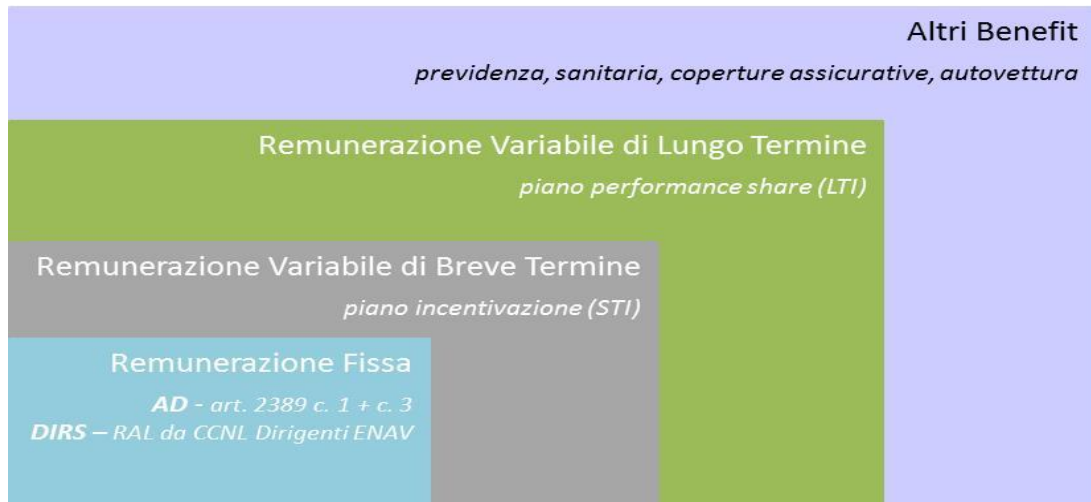 Altri Benefit
previdenza, sanitaria, coperture assicurative, autovettura
Remunerazione Variabile di Lungo Termine
piano performance share (LTI)
Remunerazione Variabile di Breve Termine
piano incentivazione (STI)
Remunerazione Fissa
AD - art. 2389 c. 1 + c. 3
DIRS – RAL da CCNL Dirigenti ENAV